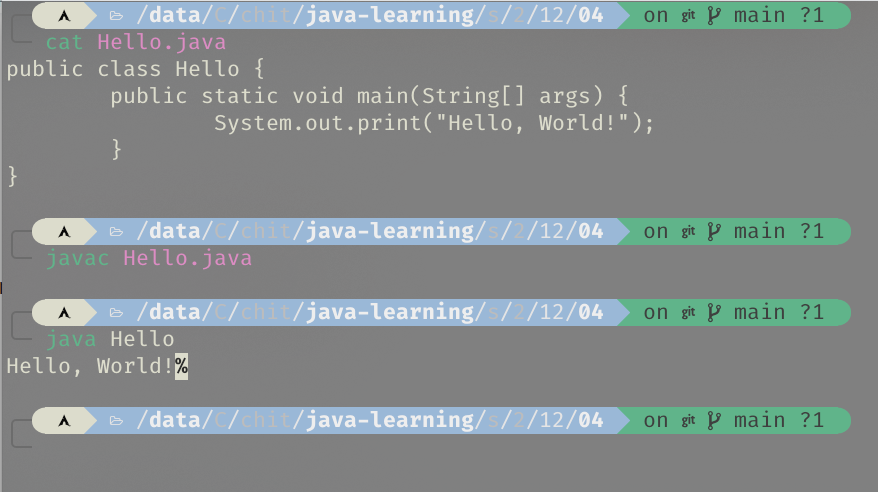 /data/C/chit/java-learning/s/2/12/04 on git main ?1
cat Hello.java
public class Hello {
        public static void main(String[] args) {
                System.out.print("Hello, World!");
        }
}
/data/C/chit/java-learning/s/2/12/04 on git main ?1
javac Hello.java
/data/C/chit/java-learning/s/2/12/04 on git main ?1
java Hello
Hello, World!%
/data/C/chit/java-learning/s/2/12/04 on git main ?1